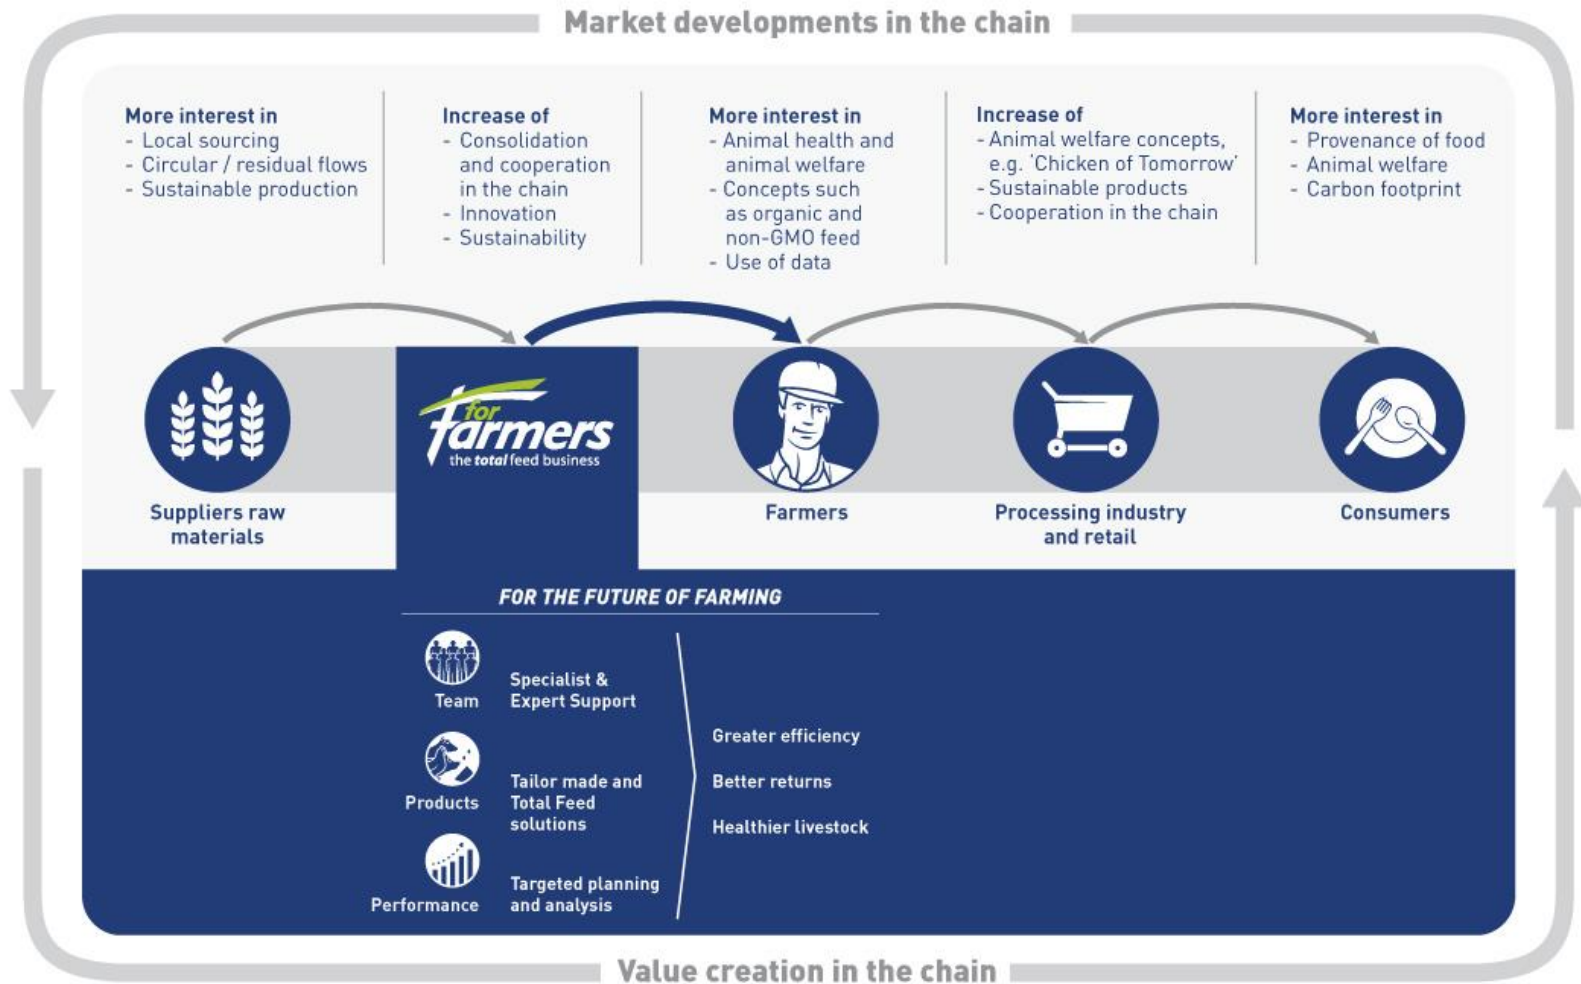 Market developments in the chain
More interest in
- Local sourcing
- Circular / residual flows
- Sustainable production
Increase of
- Consolidation
and cooperation
in the chain
- Innovation
- Sustainability
More interest in
- Animal health and
animal welfare
- Concepts such
as organic and
non-GMO feed
- Use of data
Increase of
- Animal welfare concepts,
e.g. 'Chicken of Tomorrow'
- Sustainable products
- Cooperation in the chain
More interest in
- Provenance of food
- Animal welfare
- Carbon footprint
for
farmers
the total feed business
Suppliers raw
materials
Farmers
Processing industry
and retail
Consumers
FOR THE FUTURE OF FARMING
Team
Specialist &
Expert Support
Products
Tailor made and
Total Feed
solutions
Performance
Targeted planning
and analysis
Greater efficiency
Better returns
Healthier livestock
Value creation in the chain